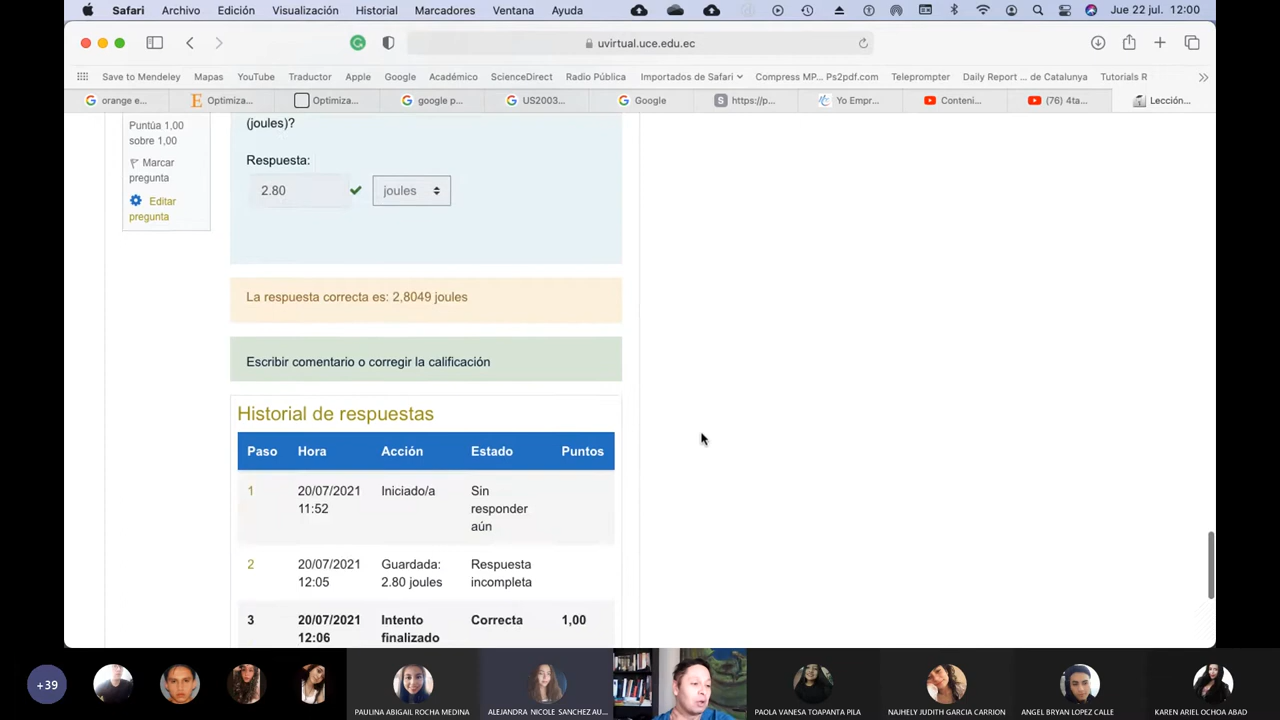 Safari Archivo Edición Visualización Historial Marcadores Ventana Ayuda Jue 22 jul. 12:00
uvirtual.uce.edu.ec
Save to Mendeley Mapas YouTube Traductor Apple Google Académico ScienceDirect Radio Pública Importados de Safari Compress MP... Ps2pdf.com Teleprompter Daily Report ... de Catalunya Tutorials R
orange e... Optimiza... Optimiza... google p... US2003... Google https://p... Yo Empr... Conteni... (76) 4ta... Lección...
Puntúa 1,00
sobre 1,00
Marcar
pregunta
Editar
pregunta
(joules)?
Respuesta:
2.80 joules
La respuesta correcta es: 2,8049 joules
Escribir comentario o corregir la calificación
Historial de respuestas
Paso Hora Acción Estado Puntos
1 20/07/2021 Iniciado/a Sin
11:52 responder
aún
2 20/07/2021 Guardada: Respuesta
12:05 2.80 joules incompleta
3 20/07/2021 Intento Correcta 1,00
12:06 finalizado
+39
PAULINA ABIGAIL ROCHA MEDINA ALEJANDRA NICOLE SANCHEZ AU... PAOLA VANESA TOAPANTA PILA NAJHELY JUDITH GARCIA CARRION ANGEL BRYAN LOPEZ CALLE KAREN ARIEL OCHOA ABAD